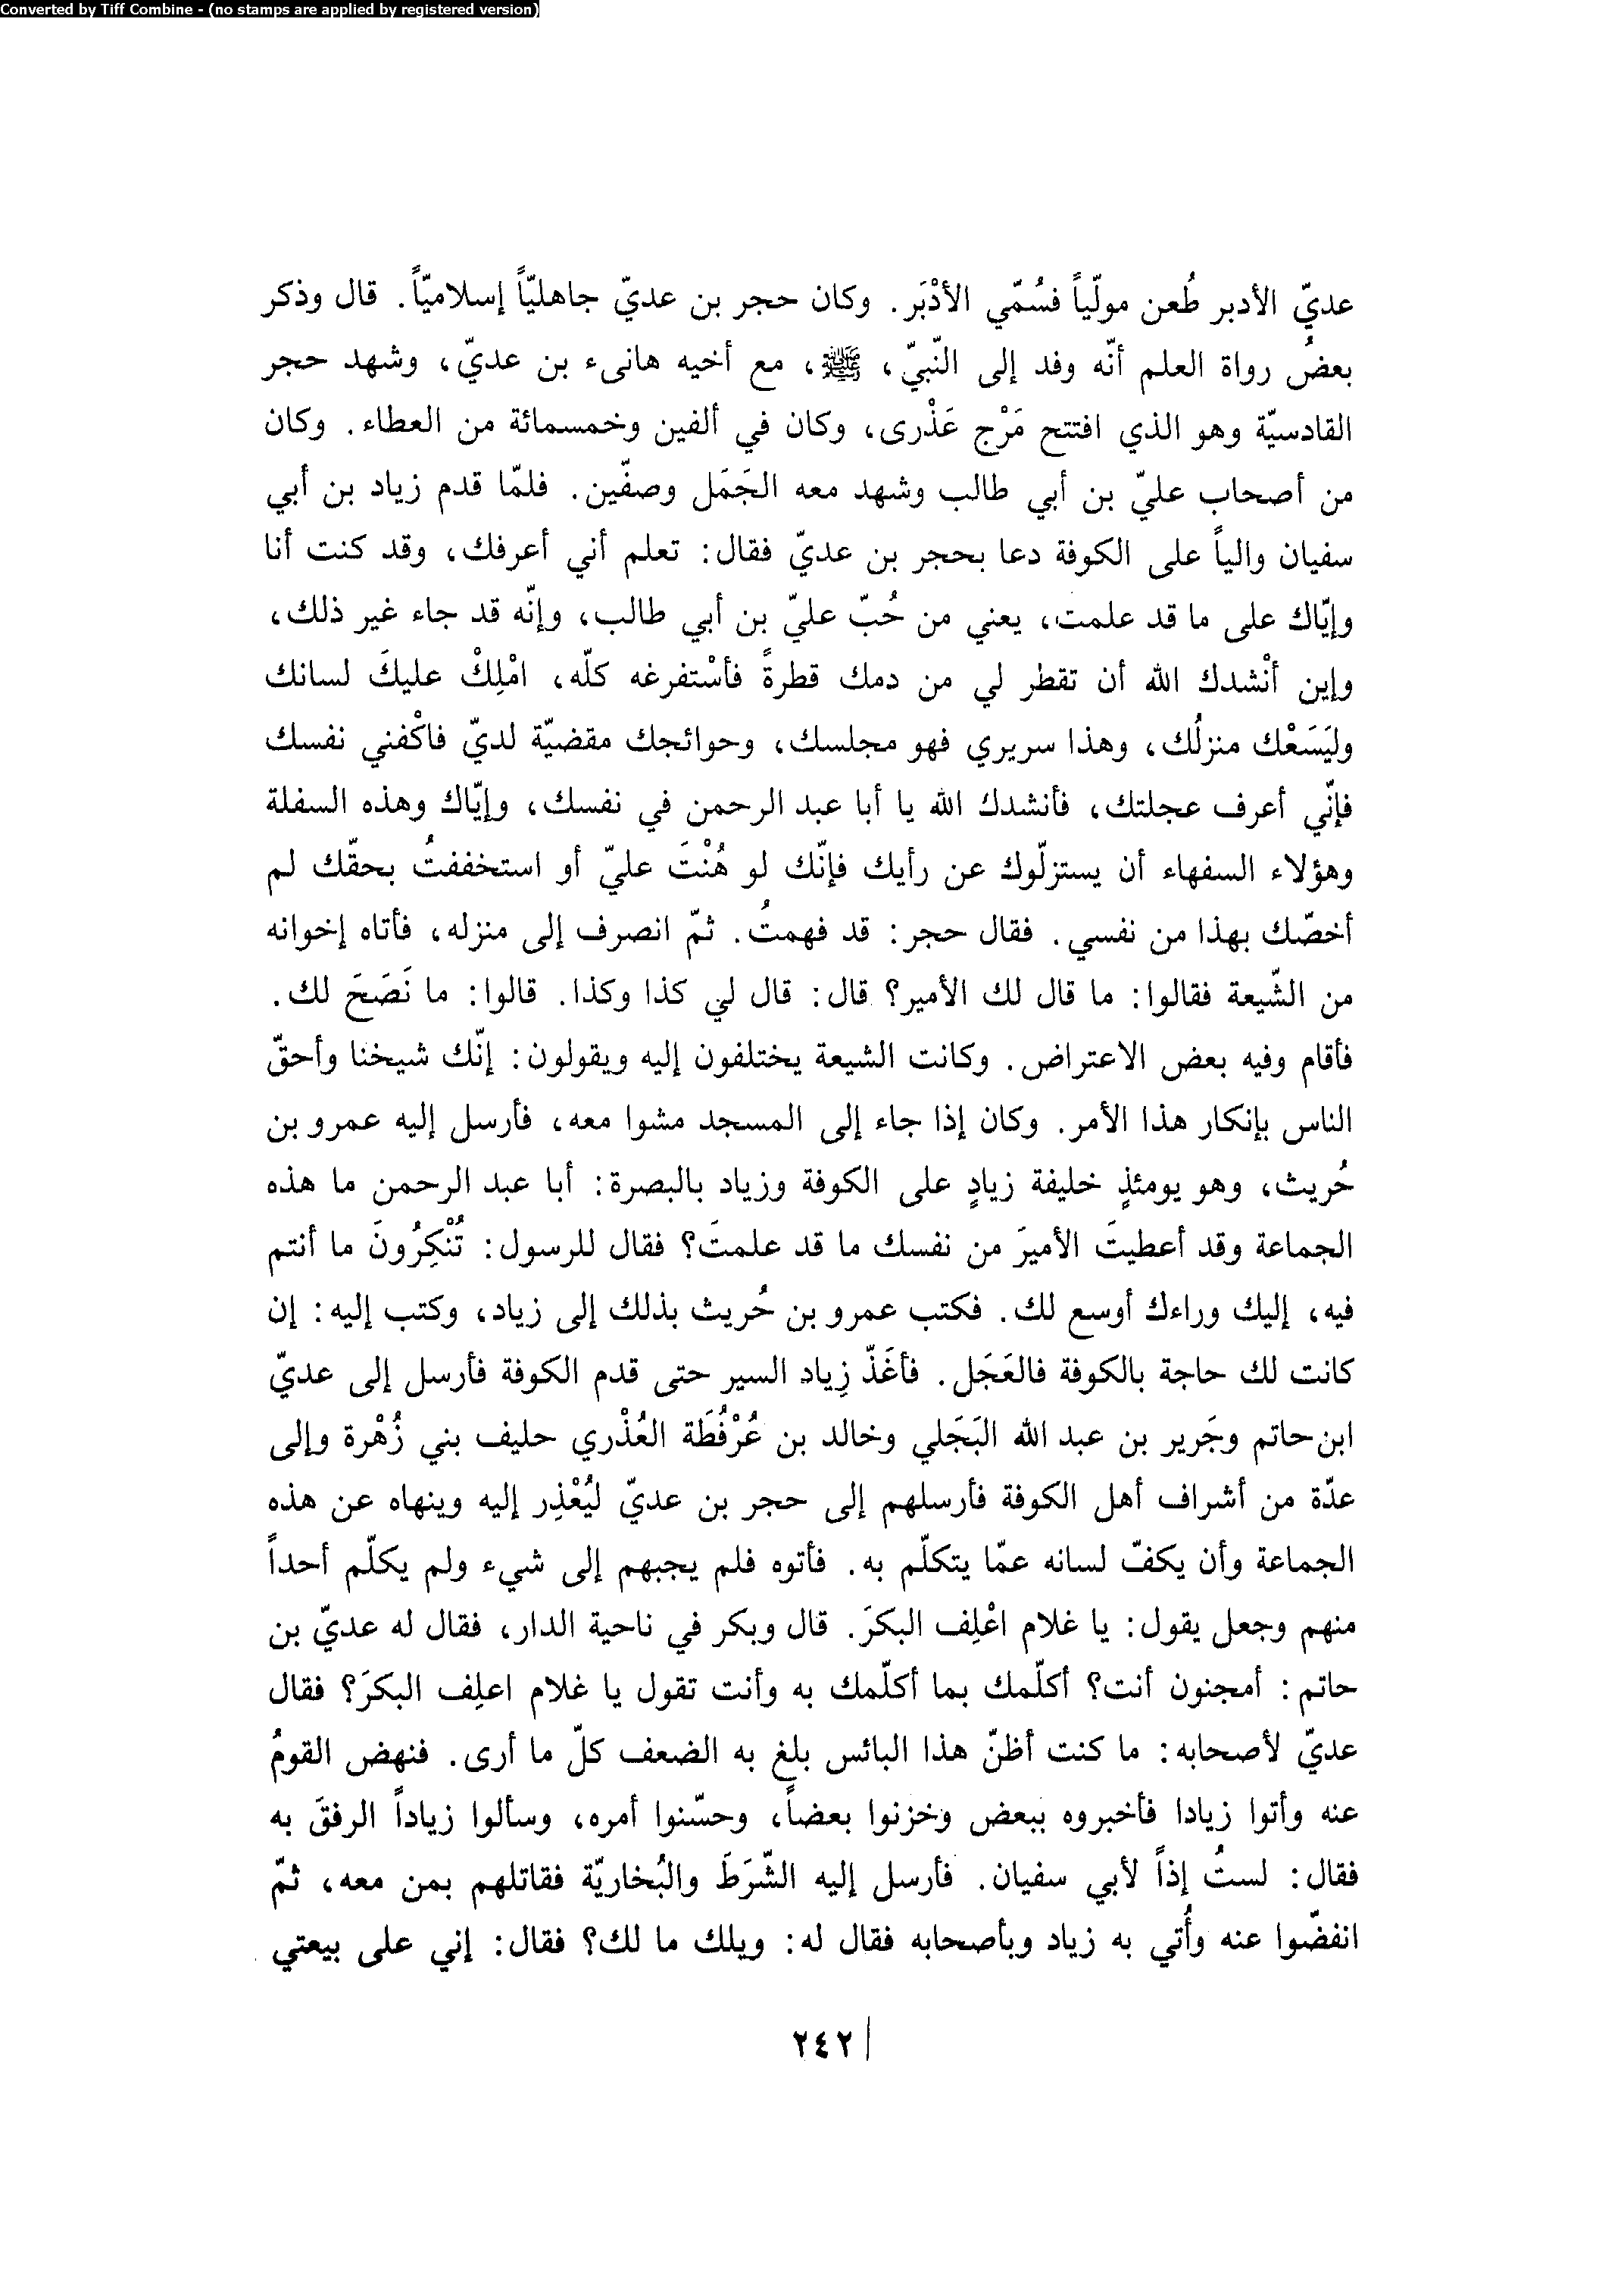 Converted by Tiff Combine - (no stamps are applied by registered version)
عديّ الأدبر طُعن مولّياً فسُمّي الأدْبَر. وكان حجر بن عديّ جاهليّاً إسلاميّاً. قال وذكر
بعضُ رواة العلم أنّه وفد إلى النّبيّ، ﷺ، مع أخيه هانىء بن عديّ، وشهد حجر
القادسيّة وهو الذي افتتح مَرْج عَذْرى، وكان في ألفين وخمسمائة من العطاء. وكان
من أصحاب عليّ بن أبي طالب وشهد معه الجَمَل وصفّين. فلمّا قدم زياد بن أبي
سفيان والياً على الكوفة دعا بحجر بن عديّ فقال: تعلم أني أعرفك، وقد كنت أنا
وإيّاك على ما قد علمت، يعني من حُبّ عليّ بن أبي طالب، وإنّه قد جاء غير ذلك،
وإين أنْشدك الله أن تقطر لي من دمك قطرةً فأسْتفرغه كلّه، امْلِكْ عليكَ لسانك
وليَسَعْك منزلُك، وهذا سريري فهو مجلسك، وحوائجك مقضيّة لديّ فاكْفني نفسك
فإنّي أعرف عجلتك، فأنشدك الله يا أبا عبد الرحمن في نفسك، وإيّاك وهذه السفلة
وهؤلاء السفهاء أن يستزلّوك عن رأيك فإنّك لو هُنْتَ عليّ أو استخففتُ بحقّك لم
أخصّك بهذا من نفسي. فقال حجر: قد فهمتُ. ثمّ انصرف إلى منزله، فأتاه إخوانه
من الشّيعة فقالوا: ما قال لك الأمير؟ قال: قال لي كذا وكذا. قالوا: ما نَصَحَ لك.
فأقام وفيه بعض الاعتراض. وكانت الشيعة يختلفون إليه ويقولون: إنّك شيخنا وأحقّ
الناس بإنكار هذا الأمر. وكان إذا جاء إلى المسجد مشوا معه، فأرسل إليه عمرو بن
حُريث، وهو يومئذٍ خليفة زيادٍ على الكوفة وزياد بالبصرة: أبا عبد الرحمن ما هذه
الجماعة وقد أعطيتَ الأميرَ من نفسك ما قد علمتَ؟ فقال للرسول: تُنْكِرُونَ ما أنتم
فيه، إليك وراءك أوسع لك. فكتب عمرو بن حُريث بذلك إلى زياد، وكتب إليه: إن
كانت لك حاجة بالكوفة فالعَجَل. فأغَذّ زِياد السير حتى قدم الكوفة فأرسل إلى عديّ
ابن حاتم وجَرير بن عبد الله البَجَلي وخالد بن عُرْفُطَة العُذْري حليف بني زُهْرة وإلى
عدّة من أشراف أهل الكوفة فأرسلهم إلى حجر بن عديّ ليُعْذِر إليه وينهاه عن هذه
الجماعة وأن يكفّ لسانه عمّا يتكلّم به. فأتوه فلم يجبهم إلى شيء ولم يكلّم أحداً
منهم وجعل يقول: يا غلام اعْلِف البكرَ. قال وبكر في ناحية الدار، فقال له عديّ بن
حاتم: أمجنون أنت؟ أكلّمك بما أكلّمك به وأنت تقول يا غلام اعلِف البكرَ؟ فقال
عديّ لأصحابه: ما كنت أظنّ هذا البائس بلغ به الضعف كلّ ما أرى. فنهض القومُ
عنه وأتوا زيادا فأخبروه ببعض وخزنوا بعضاً، وحسّنوا أمره، وسألوا زياداً الرفقَ به
فقال: لستُ إذاً لأبي سفيان. فأرسل إليه الشّرَطَ والبُخاريّة فقاتلهم بمن معه، ثمّ
انفضّوا عنه وأُتي به زياد وبأصحابه فقال له: ويلك ما لك؟ فقال: إني على بيعتي
٢٤٢